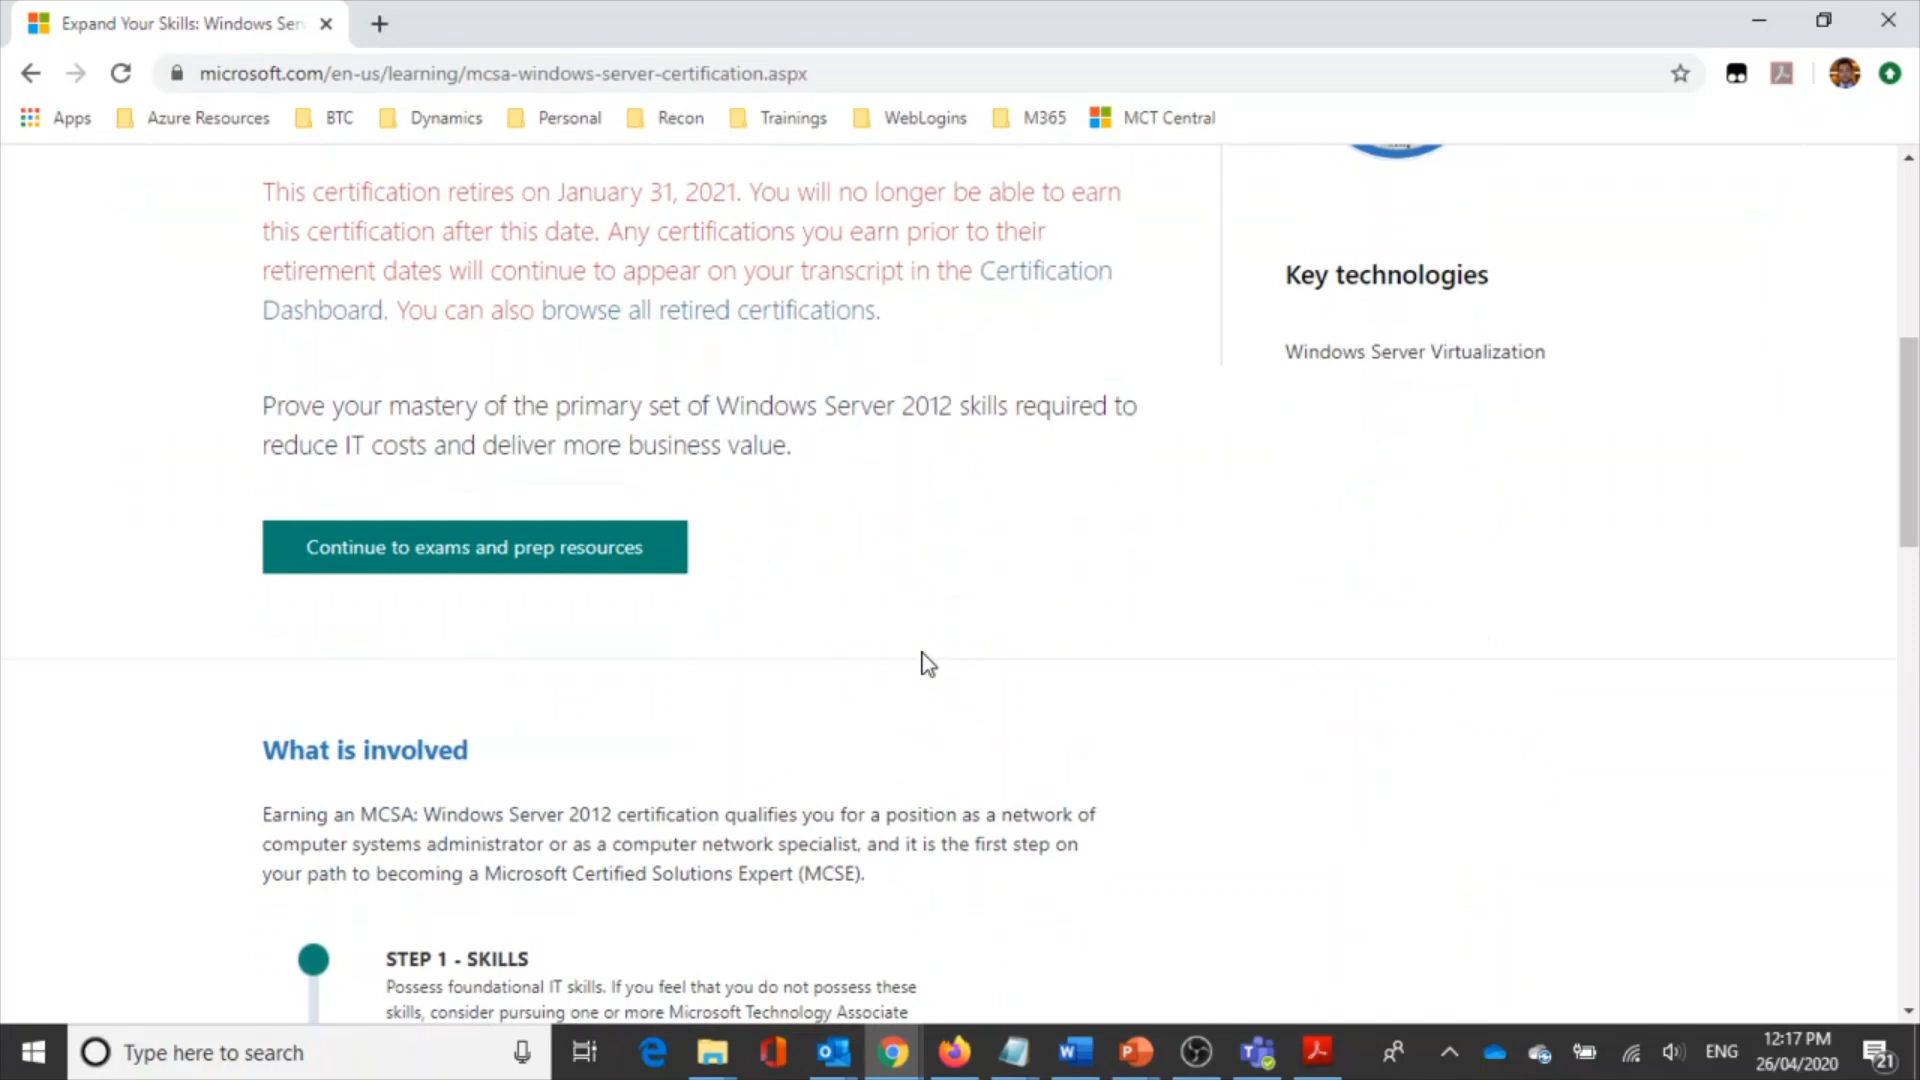 Expand Your Skills: Windows Ser
microsoft.com/en-us/learning/mcsa-windows-server-certification.aspx
Apps Azure Resources BTC Dynamics Personal Recon Trainings WebLogins M365 MCT Central
This certification retires on January 31, 2021. You will no longer be able to earn
this certification after this date. Any certifications you earn prior to their
retirement dates will continue to appear on your transcript in the Certification
Dashboard. You can also browse all retired certifications.
Key technologies
Windows Server Virtualization
Prove your mastery of the primary set of Windows Server 2012 skills required to
reduce IT costs and deliver more business value.
Continue to exams and prep resources
What is involved
Earning an MCSA: Windows Server 2012 certification qualifies you for a position as a network of
computer systems administrator or as a computer network specialist, and it is the first step on
your path to becoming a Microsoft Certified Solutions Expert (MCSE).
STEP 1 - SKILLS
Possess foundational IT skills. If you feel that you do not possess these
skills, consider pursuing one or more Microsoft Technology Associate
Type here to search
ENG
12:17 PM
26/04/2020
21